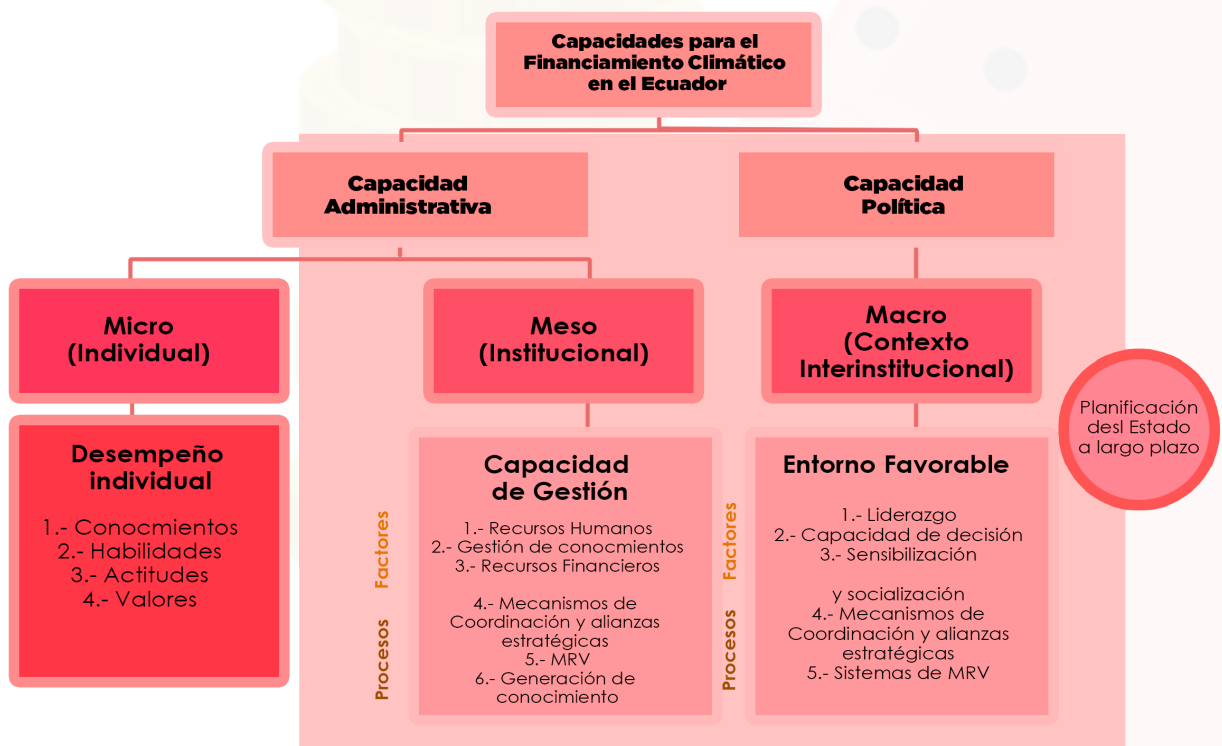 Capacidades para el
Financiamiento Climático
en el Ecuador
Capacidad
Administrativa
Capacidad
Política
Micro
(Individual)
Meso
(Institucional)
Macro
(Contexto
Interinstitucional)
Desempeño
individual
1.- Conocmientos
2.- Habilidades
3.- Actitudes
4.- Valores
Factores
Procesos
Capacidad
de Gestión
1.- Recursos Humanos
2.- Gestión de conocmientos
3.- Recursos Financieros
4.- Mecanismos de
Coordinación y alianzas
estratégicas
5.- MRV
6.- Generación de
conocimiento
Factores
Procesos
Entorno Favorable
1.- Liderazgo
2.- Capacidad de decisión
3.- Sensibilización
y socialización
4.- Mecanismos de
Coordinación y alianzas
estratégicas
5.- Sistemas de MRV
Planificación
desl Estado
a largo plazo